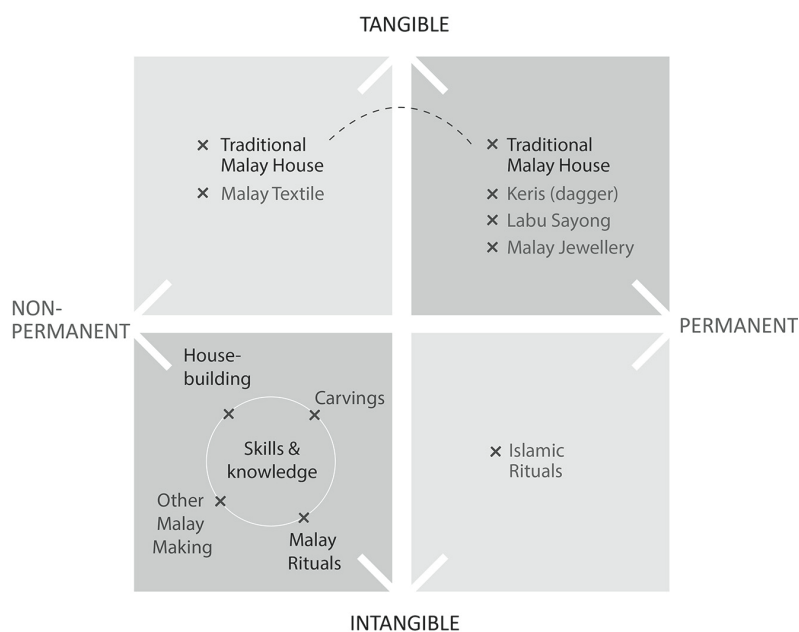 TANGIBLE
Traditional
Malay House
Malay Textile
Traditional
Malay House
Keris (dagger)
Labu Sayong
Malay Jewellery
NON-
PERMANENT
PERMANENT
House-
building
Carvings
Skills &
knowledge
Other
Malay
Making
Malay
Rituals
Islamic
Rituals
INTANGIBLE